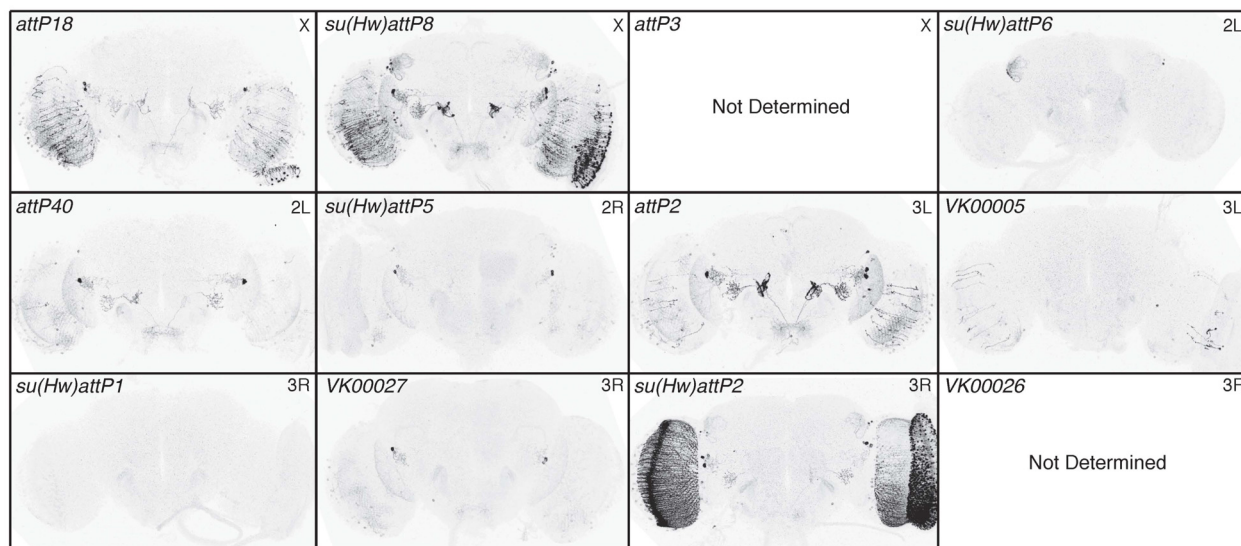 attP18 X
su(Hw)attP8 X
attP3 X
su(Hw)attP6 2L
Not Determined
attP40 2L
su(Hw)attP5 2R
attP2 3L
VK00005 3L
su(Hw)attP1 3R
VK00027 3R
su(Hw)attP2 3R
VK00026 3R
Not Determined